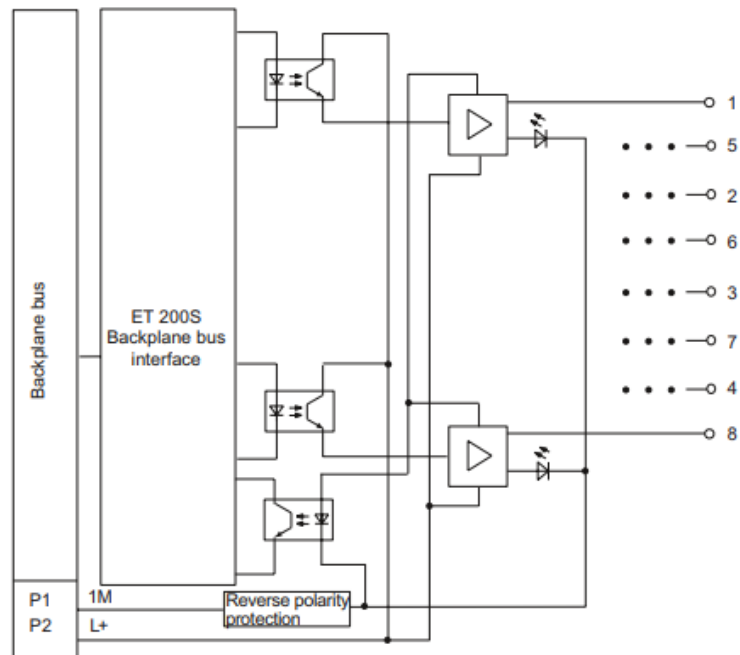 Backplane bus
ET 200S
Backplane bus
interface
1
5
2
6
3
7
4
8
P1
1M
Reverse polarity
protection
P2
L+